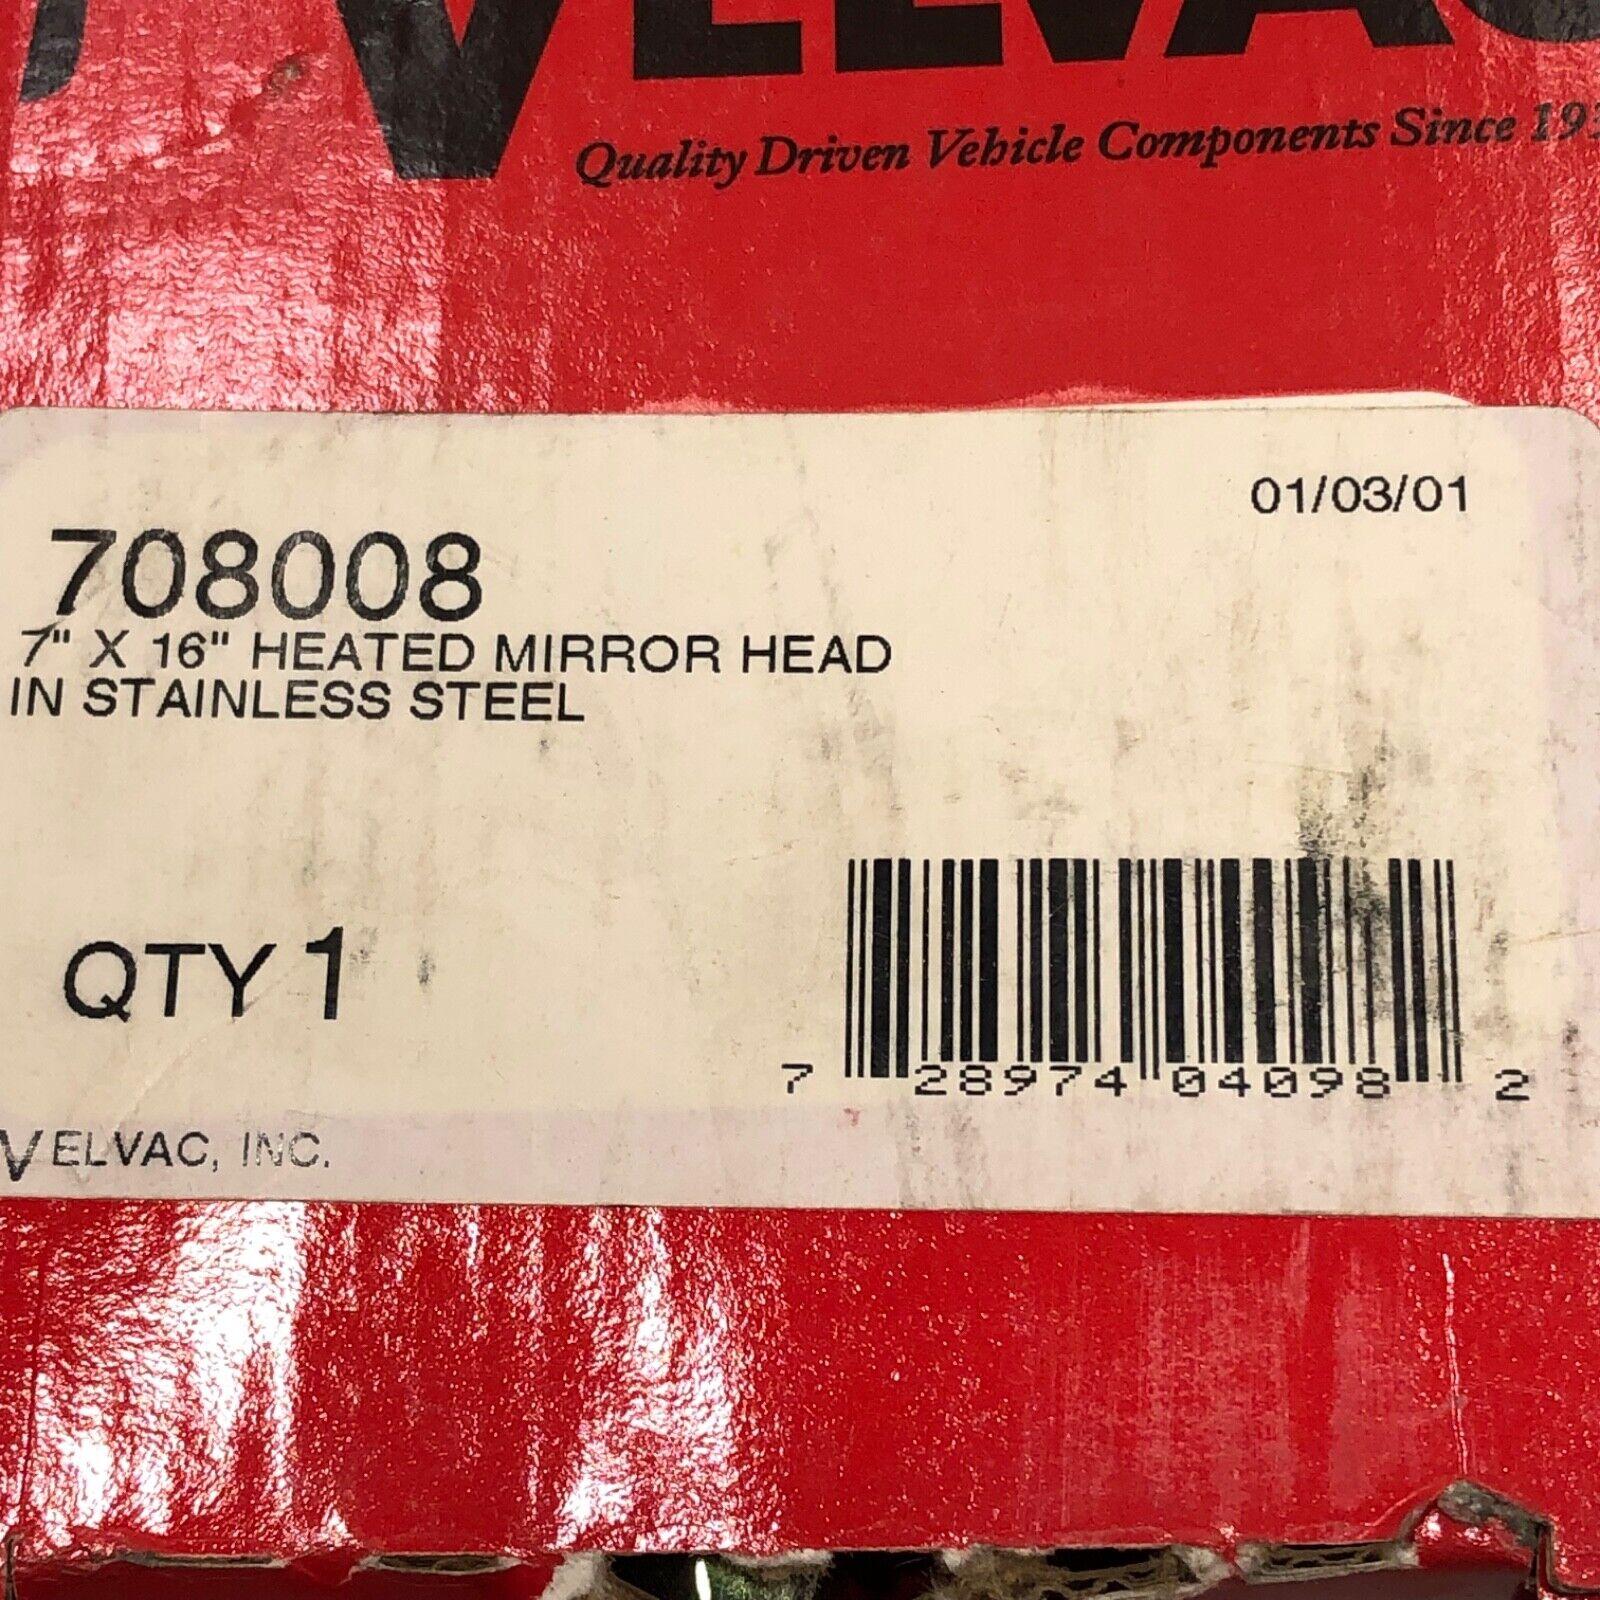 VELVAC
Quality Driven Vehicle Components Since
01/03/01
708008
7" X 16" HEATED MIRROR HEAD
IN STAINLESS STEEL
QTY 1
7 28974 04098 2
VELVAC, INC.